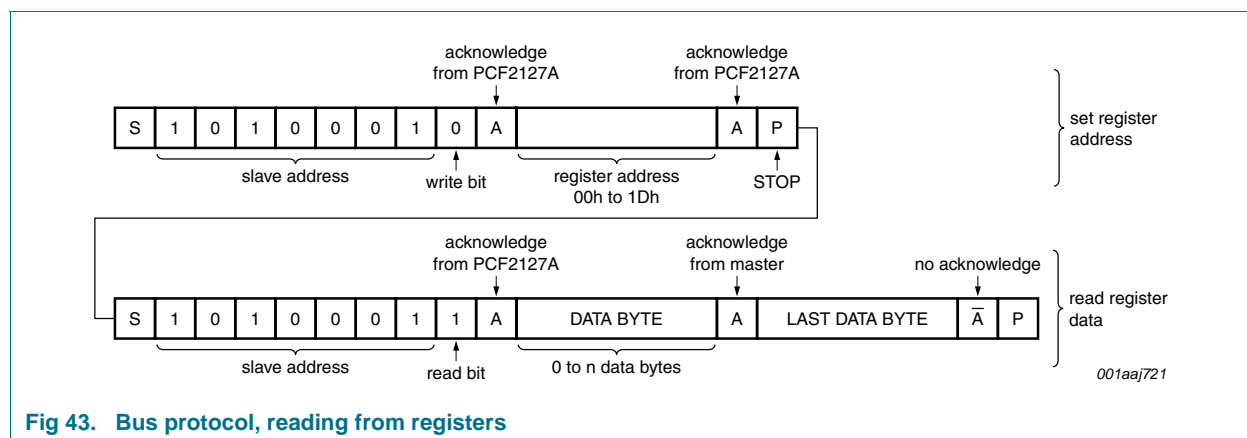 acknowledge
from PCF2127A
acknowledge
from PCF2127A
S 1 0 1 0 0 0 1 0 A A P
slave address
write bit
register address
00h to 1Dh
STOP
set register
address
acknowledge
from PCF2127A
acknowledge
from master
no acknowledge
S 1 0 1 0 0 0 1 1 A DATA BYTE A LAST DATA BYTE A̅ P
slave address
read bit
0 to n data bytes
read register
data
001aaj721
Fig 43. Bus protocol, reading from registers